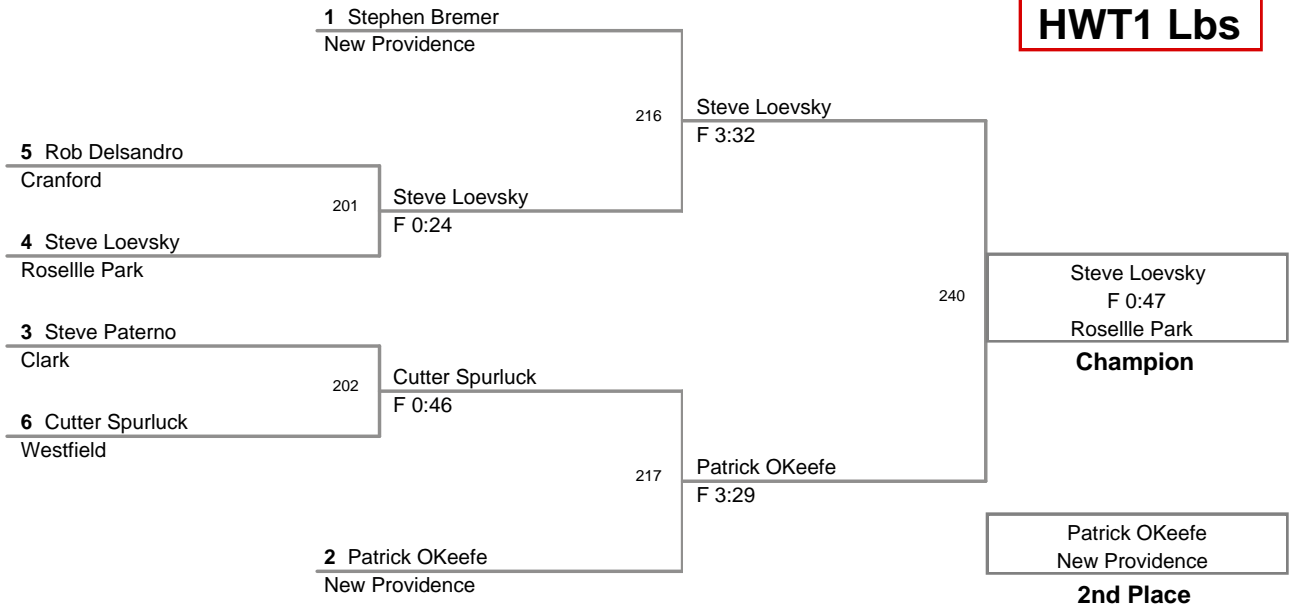 HWT1 Lbs
1 Stephen Bremer
New Providence
216
Steve Loevsky
F 3:32
5 Rob Delsandro
Cranford
201
Steve Loevsky
F 0:24
4 Steve Loevsky
Rosellle Park
240
Steve Loevsky
F 0:47
Rosellle Park
Champion
3 Steve Paterno
Clark
202
Cutter Spurluck
F 0:46
6 Cutter Spurluck
Westfield
217
Patrick OKeefe
F 3:29
2 Patrick OKeefe
New Providence
Patrick OKeefe
New Providence
2nd Place